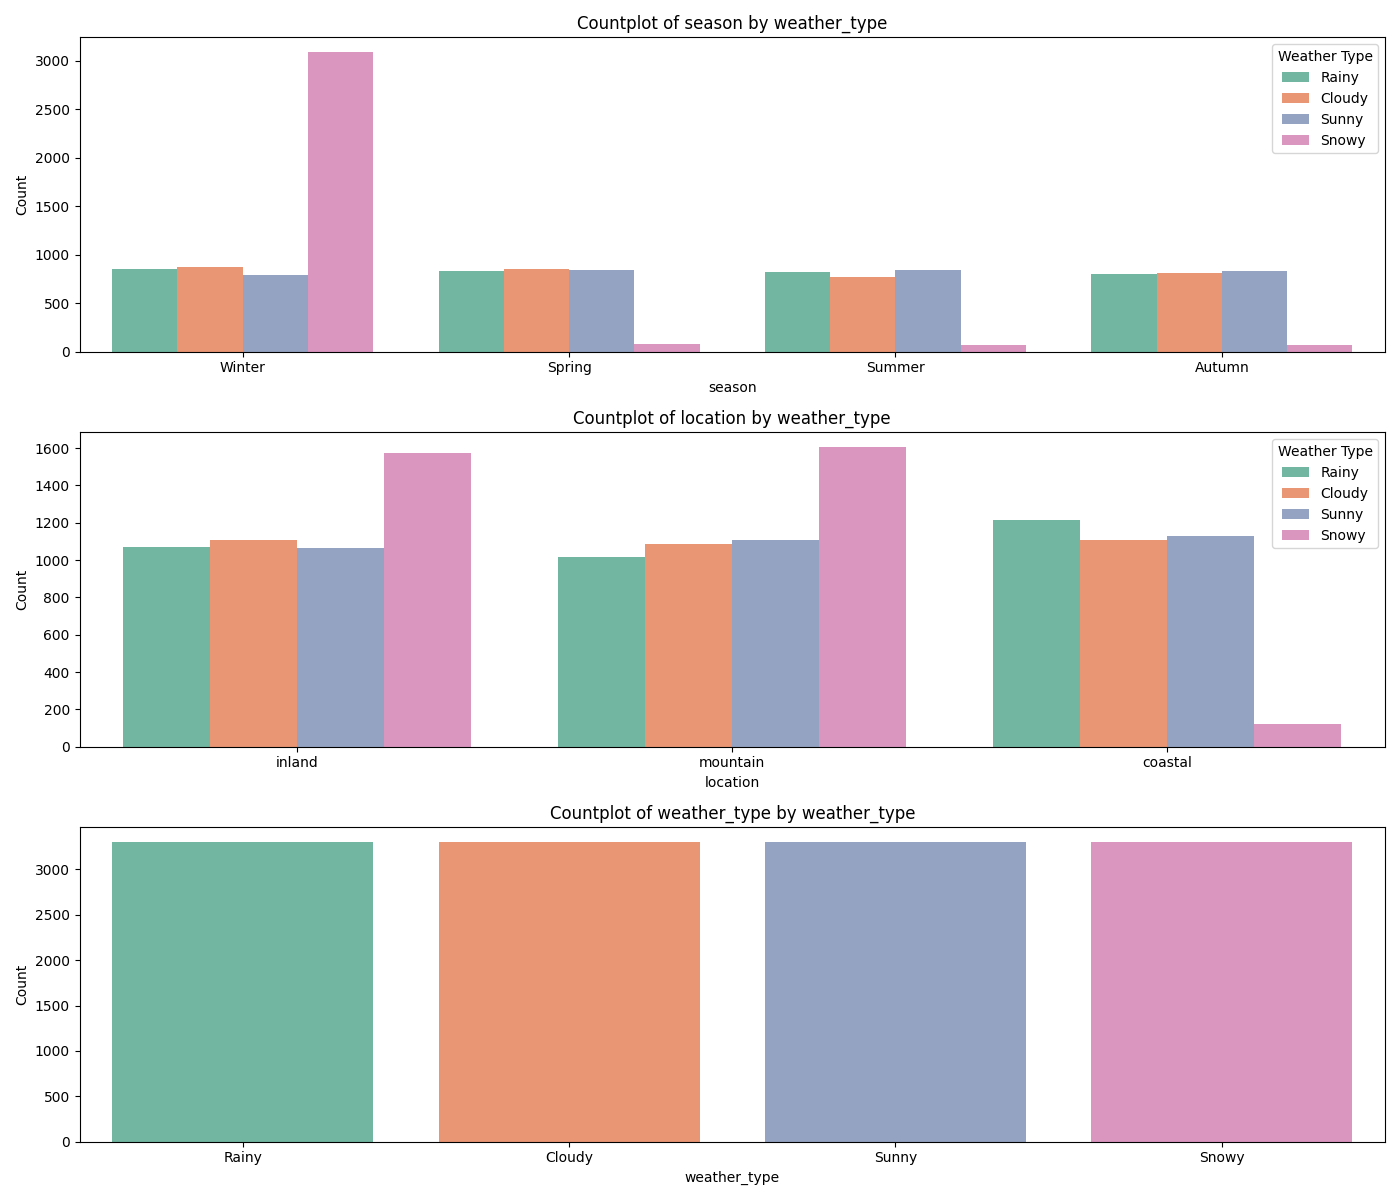 Countplot of season by weather_type
3000
2500
2000
1500
1000
500
0
Count
Weather Type
Rainy
Cloudy
Sunny
Snowy
Winter Spring Summer Autumn
season
Countplot of location by weather_type
1600
1400
1200
1000
800
600
400
200
0
Count
Weather Type
Rainy
Cloudy
Sunny
Snowy
inland mountain coastal
location
Countplot of weather_type by weather_type
3000
2500
2000
1500
1000
500
0
Count
Rainy Cloudy Sunny Snowy
weather_type